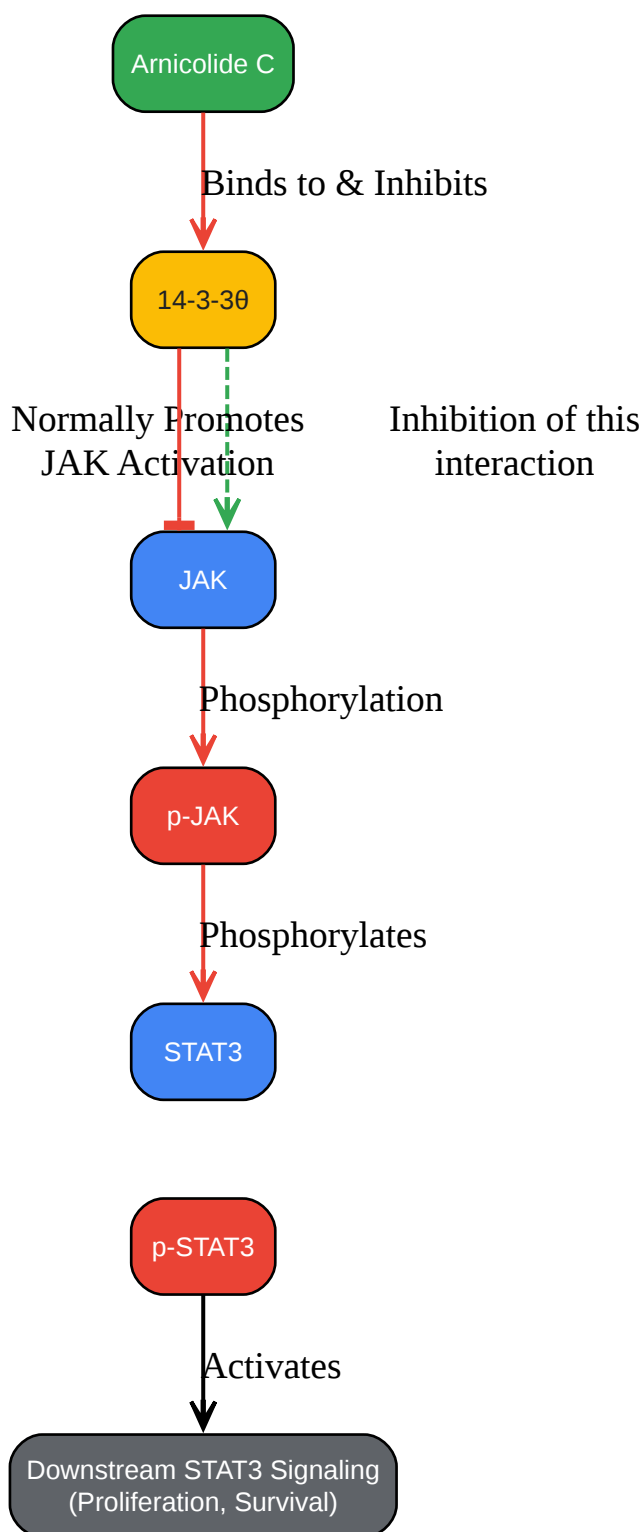 Arnicolide C
Binds to & Inhibits
14-3-3θ
Normally Promotes
JAK Activation
Inhibition of this
interaction
JAK
Phosphorylation
p-JAK
Phosphorylates
STAT3
p-STAT3
Activates
Downstream STAT3 Signaling
(Proliferation, Survival)